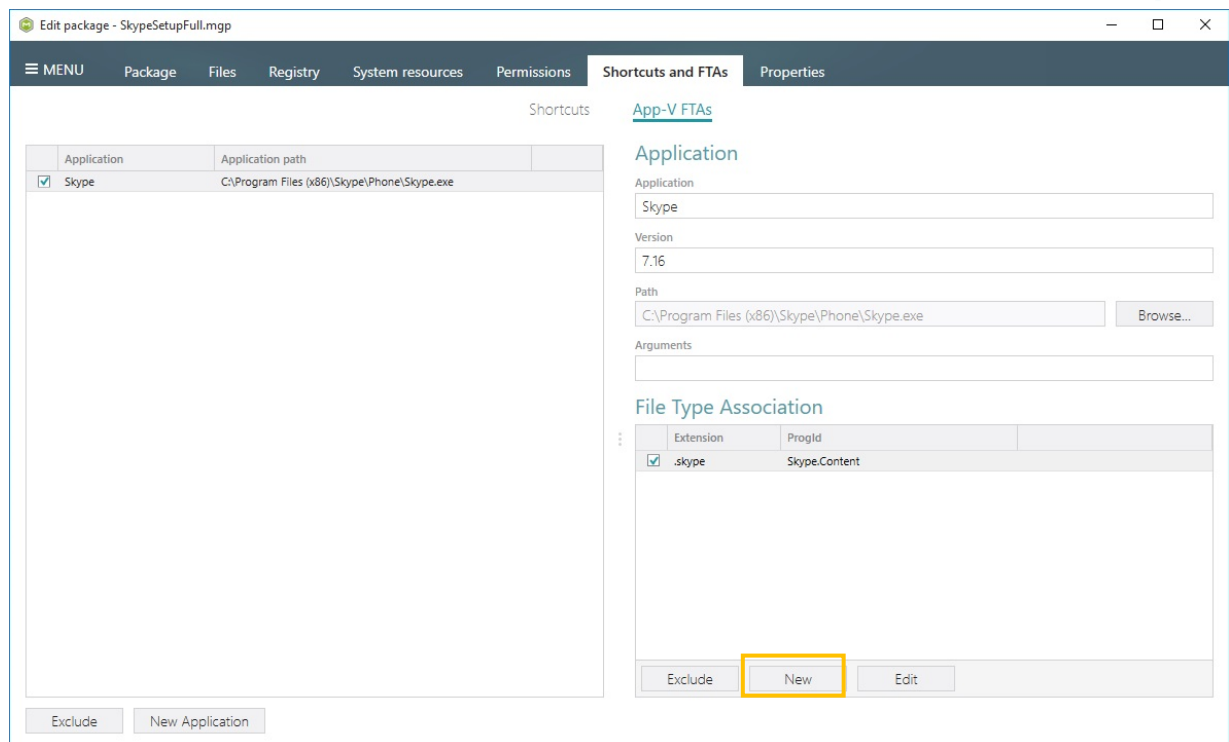 Edit package - SkypeSetupFull.mgp
MENU Package Files Registry System resources Permissions Shortcuts and FTAs Properties
Shortcuts App-V FTAs
Application Application path
Skype C:\Program Files (x86)\Skype\Phone\Skype.exe
Application
Application
Skype
Version
7.16
Path
C:\Program Files (x86)\Skype\Phone\Skype.exe Browse...
Arguments
File Type Association
Extension ProgId
.skype Skype.Content
Exclude New Edit
Exclude New Application